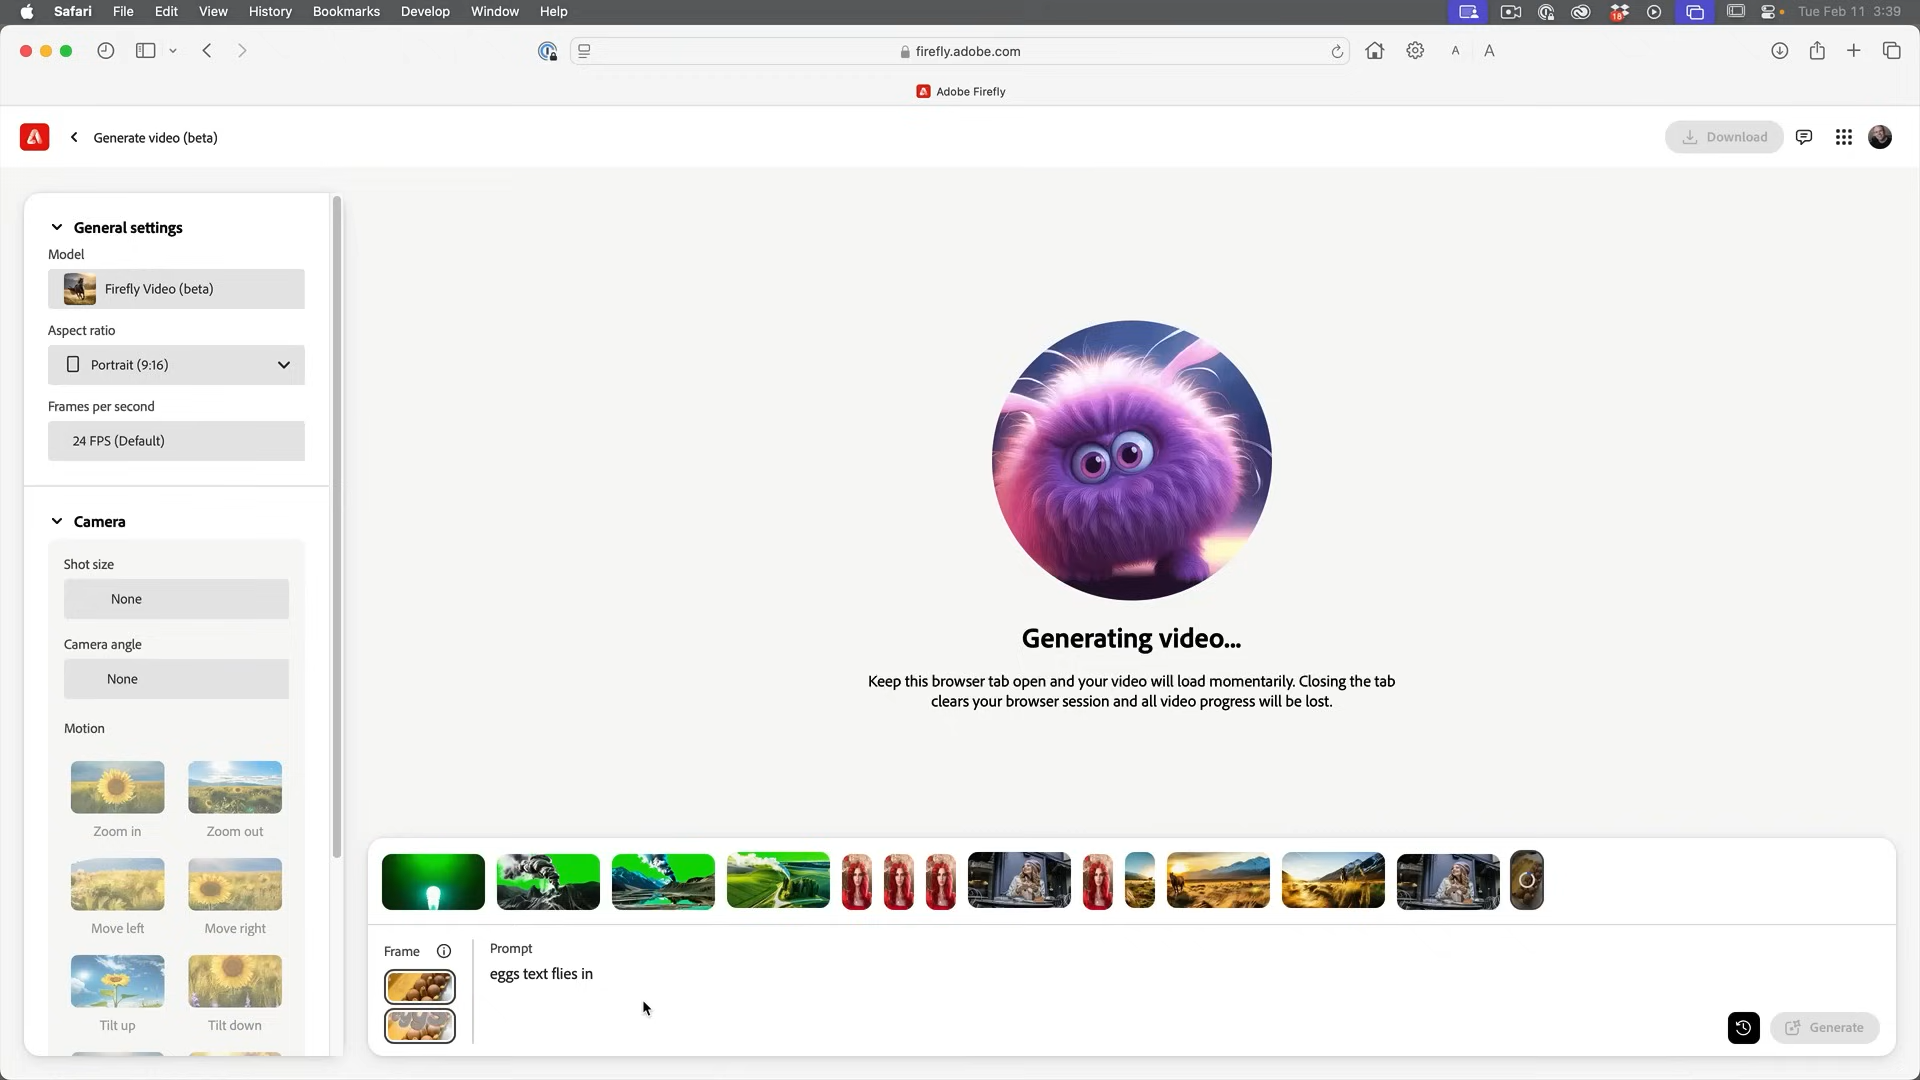 Safari File Edit View History Bookmarks Develop Window Help
18
Tue Feb 11 3:39
firefly.adobe.com
A A
Adobe Firefly
Generate video (beta)
Download
General settings
Model
Firefly Video (beta)
Aspect ratio
Portrait (9:16)
Frames per second
24 FPS (Default)
Camera
Shot size
None
Camera angle
None
Motion
Zoom in
Zoom out
Move left
Move right
Tilt up
Tilt down
Generating video...
Keep this browser tab open and your video will load momentarily. Closing the tab
clears your browser session and all video progress will be lost.
Frame
Prompt
eggs text flies in
Generate